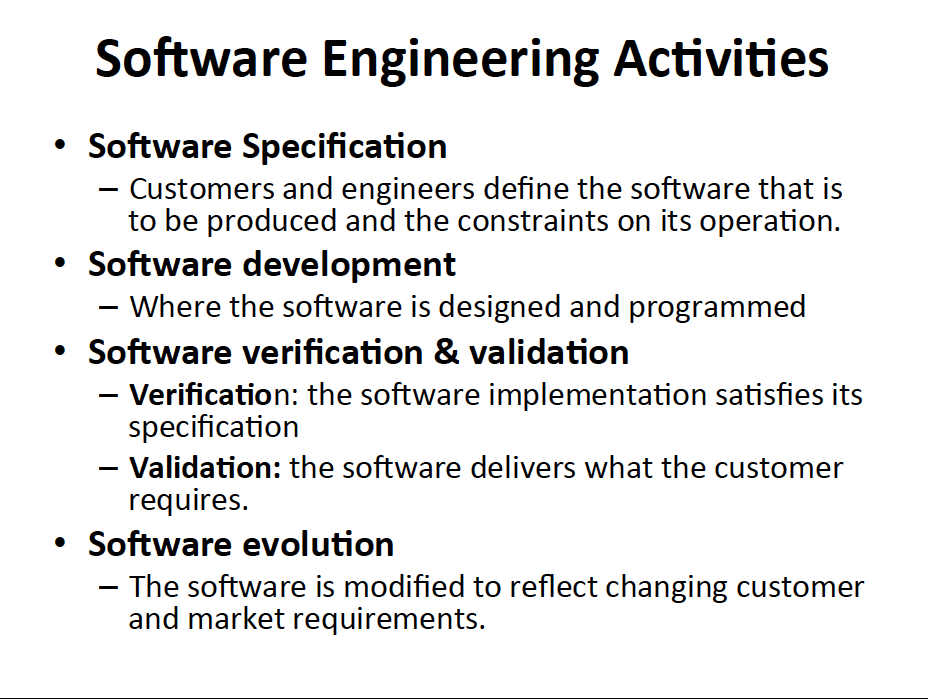 Software Engineering Activities
• Software Specification
– Customers and engineers define the software that is
to be produced and the constraints on its operation.
• Software development
– Where the software is designed and programmed
• Software verification & validation
– Verification: the software implementation satisfies its
specification
– Validation: the software delivers what the customer
requires.
• Software evolution
– The software is modified to reflect changing customer
and market requirements.